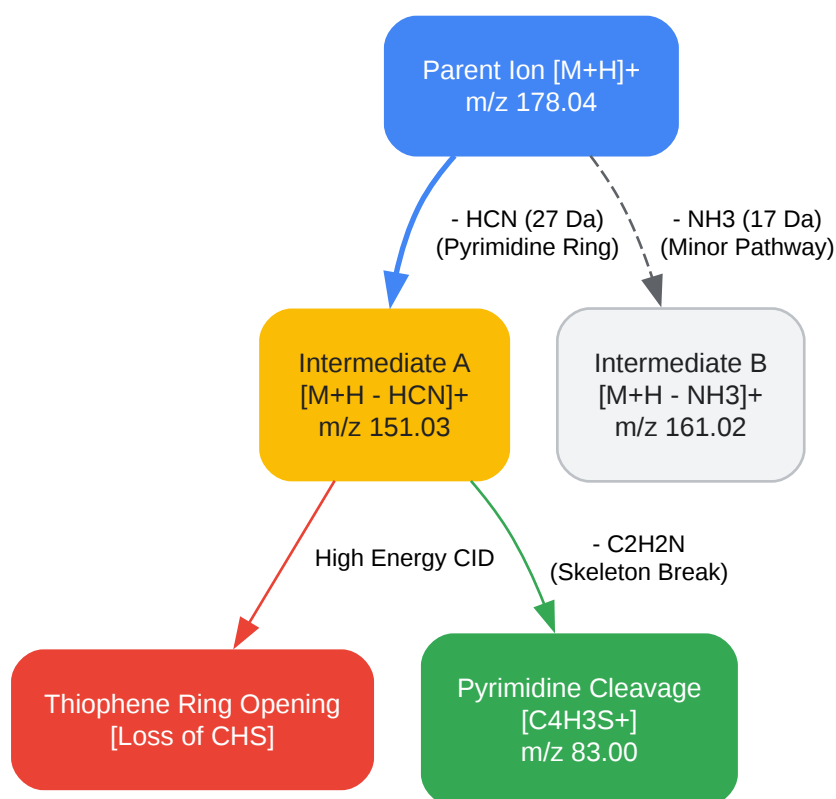 Parent Ion [M+H]+
m/z 178.04
- HCN (27 Da)
(Pyrimidine Ring)
- NH3 (17 Da)
(Minor Pathway)
Intermediate A
[M+H - HCN]+
m/z 151.03
Intermediate B
[M+H - NH3]+
m/z 161.02
High Energy CID
- C2H2N
(Skeleton Break)
Thiophene Ring Opening
[Loss of CHS]
Pyrimidine Cleavage
[C4H3S+]
m/z 83.00